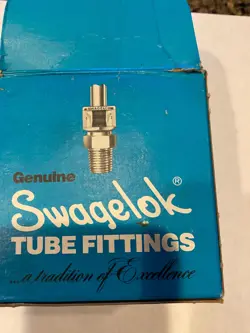 Genuine
Swagelok®
TUBE FITTINGS
...a tradition of Excellence